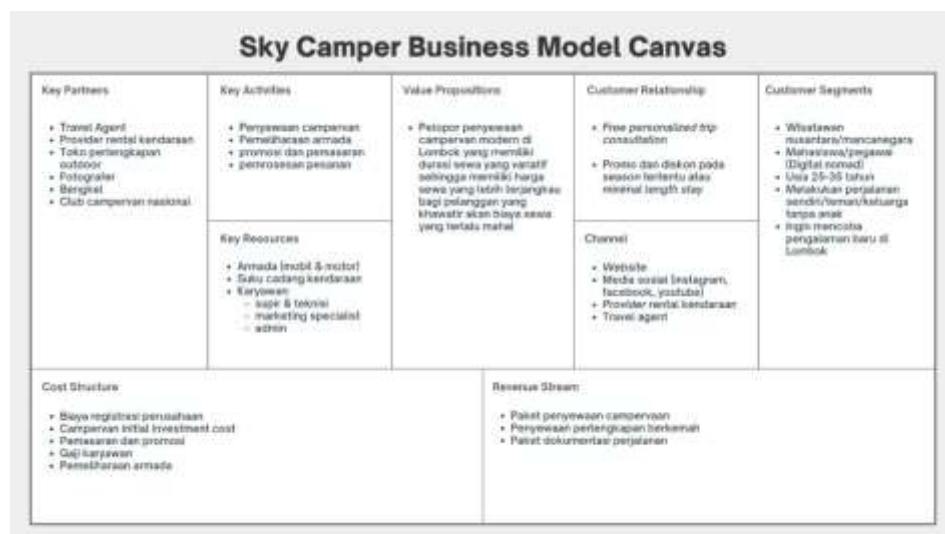 Sky Camper Business Model Canvas
Key Partners
• Travel Agent
• Provider rental kendaraan
• Toko perlengkapan
outdoor
• Fotografer
• Bengkel
• Club campervan nasional
Key Activities
• Penyewaan campervan
• Pemeliharaan armada
• promosi dan pemasaran
• pemrosesan pesanan
Key Resources
• Armada (mobil & motor)
• Suku cadang kendaraan
• Karyawan
– supir & teknisi
– marketing specialist
– admin
Value Propositions
• Pelopor penyewaan
campervan modern di
Lombok yang memiliki
durasi sewa yang variatif
sehingga memiliki harga
sewa yang lebih terjangkau
bagi pelanggan yang
khawatir akan biaya sewa
yang terlalu mahal
Customer Relationship
• Free personalized trip
consultation
• Promo dan diskon pada
season tertentu atau
minimal length stay
Channel
• Website
• Media sosial (instagram,
facebook, youtube)
• Provider rental kendaraan
• Travel agent
Customer Segments
• Wisatawan
nusantara/mancanegara
• Mahasiswa/pegawai
(Digital nomad)
• Usia 25-35 tahun
• Melakukan perjalanan
sendiri/teman/keluarga
tanpa anak
• Ingin mencoba
pengalaman baru di
Lombok
Cost Structure
• Biaya registrasi perusahaan
• Campervan initial investment cost
• Pemasaran dan promosi
• Gaji karyawan
• Pemeliharaan armada
Revenue Stream
• Paket penyewaan campervaan
• Penyewaan perlengkapan berkemah
• Paket dokumentasi perjalanan